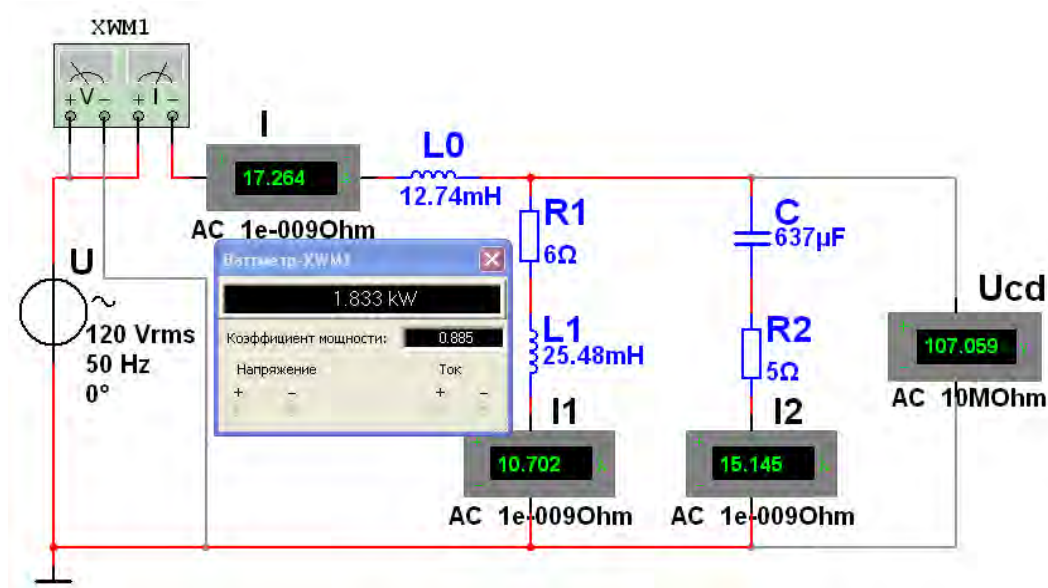 XWM1
+ V - + I -
I
17.264
AC 1e-009Ohm
L0
12.74mH
R1
6Ω
C
637µF
Ваттметр-XWM1
1.833 kW
Коэффициент мощности: 0.885
Напряжение Ток
+ - + -
U
120 Vrms
50 Hz
0°
L1
25.48mH
R2
5Ω
Ucd
107.059
AC 10MOhm
I1
10.702
AC 1e-009Ohm
I2
15.145
AC 1e-009Ohm